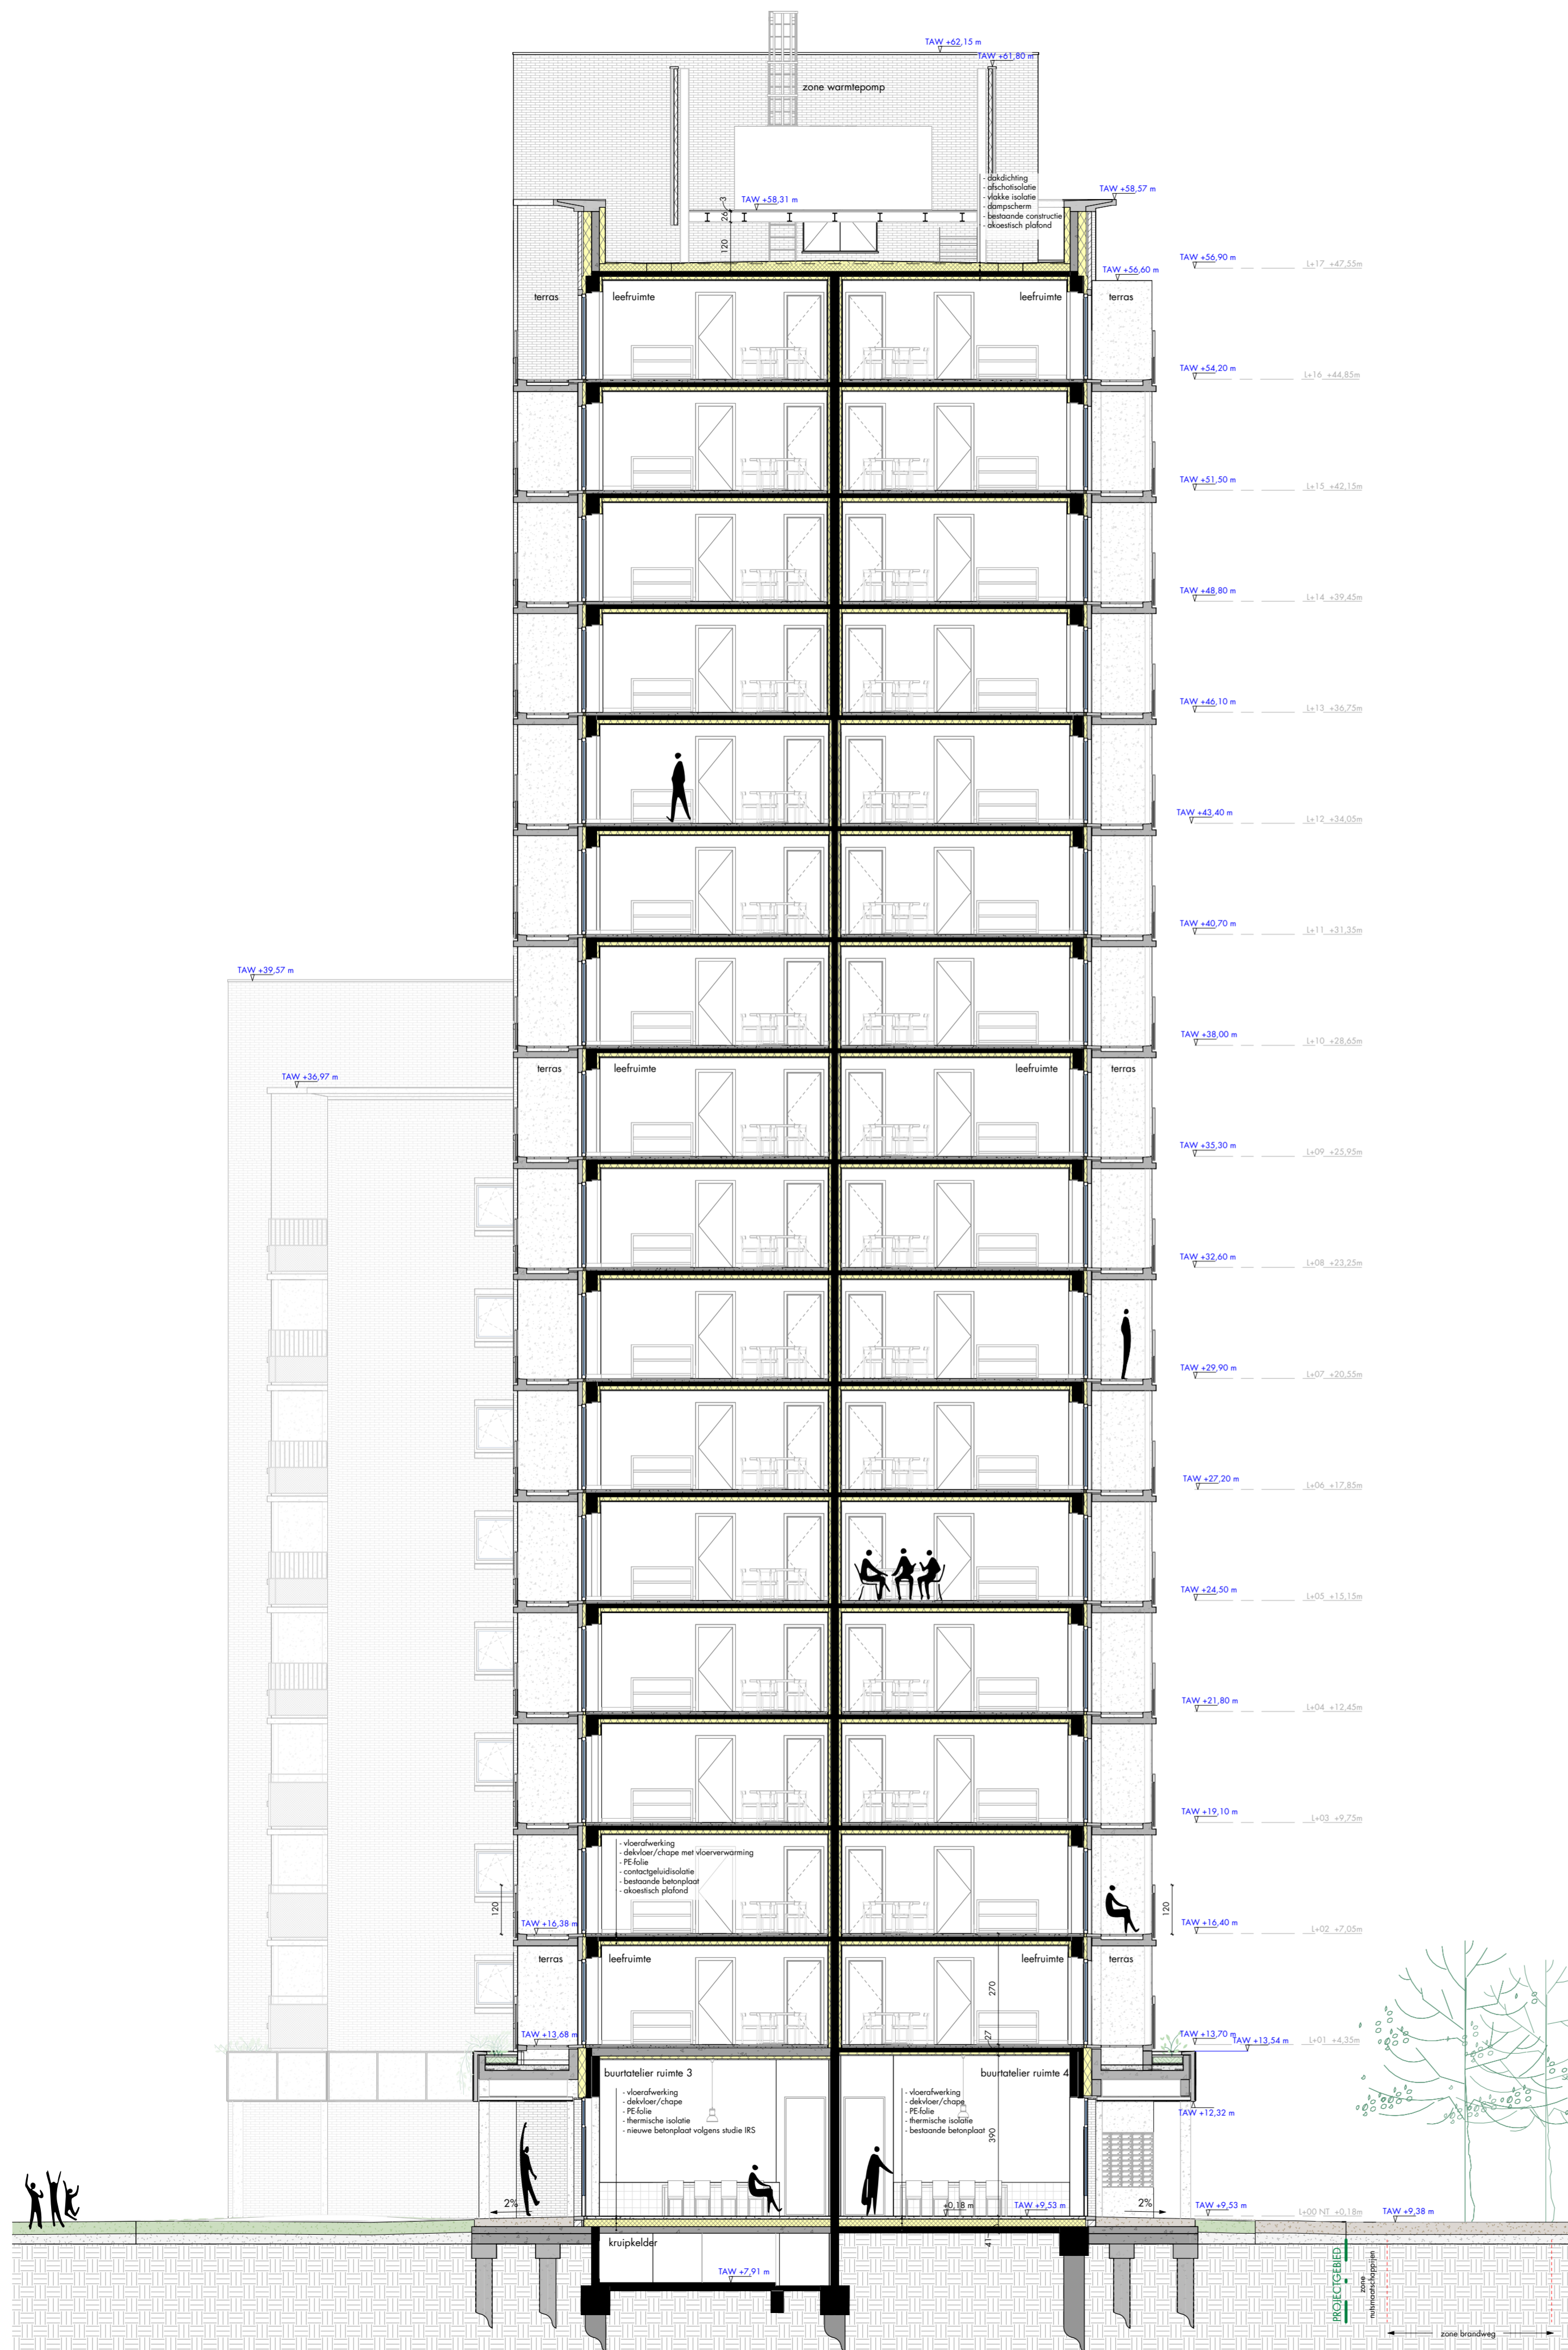 TAW +62,15 m
TAW +61,80 m
zone warmtepomp
- dakdichting
- afschotisolatie
- vlakke isolatie
- dampscherm
- bestaande constructie
- akoestisch plafond
TAW +58,57 m
TAW +58,31 m
3
26
120
TAW +56,90 m
L+17 +47,55m
TAW +56,60 m
terras
leefruimte
leefruimte
terras
TAW +54,20 m
L+16 +44,85m
TAW +51,50 m
L+15 +42,15m
TAW +48,80 m
L+14 +39,45m
TAW +46,10 m
L+13 +36,75m
TAW +43,40 m
L+12 +34,05m
TAW +40,70 m
L+11 +31,35m
TAW +39,57 m
TAW +38,00 m
L+10 +28,65m
terras
leefruimte
leefruimte
terras
TAW +36,97 m
TAW +35,30 m
L+09 +25,95m
TAW +32,60 m
L+08 +23,25m
TAW +29,90 m
L+07 +20,55m
TAW +27,20 m
L+06 +17,85m
TAW +24,50 m
L+05 +15,15m
TAW +21,80 m
L+04 +12,45m
TAW +19,10 m
L+03 +9,75m
- vloerafwerking
- dekvloer/chape met vloerverwarming
- PE-folie
- contactgeluidisolatie
- bestaande betonplaat
- akoestisch plafond
120
120
TAW +16,38 m
TAW +16,40 m
L+02 +7,05m
terras
leefruimte
leefruimte
terras
270
27
TAW +13,68 m
TAW +13,70 m
TAW +13,54 m
L+01 +4,35m
buurtatelier ruimte 3
buurtatelier ruimte 4
- vloerafwerking
- dekvloer/chape
- PE-folie
- thermische isolatie
- nieuwe betonplaat volgens studie IRS
- vloerafwerking
- dekvloer/chape
- PE-folie
- thermische isolatie
- bestaande betonplaat
TAW +12,32 m
390
2%
+0,18 m
TAW +9,53 m
2%
TAW +9,53 m
L+00 NT +0,18m
TAW +9,38 m
kruipkelder
41
TAW +7,91 m
PROJECTGEBIED
zone
nutsmaatschappijen
zone brandweg